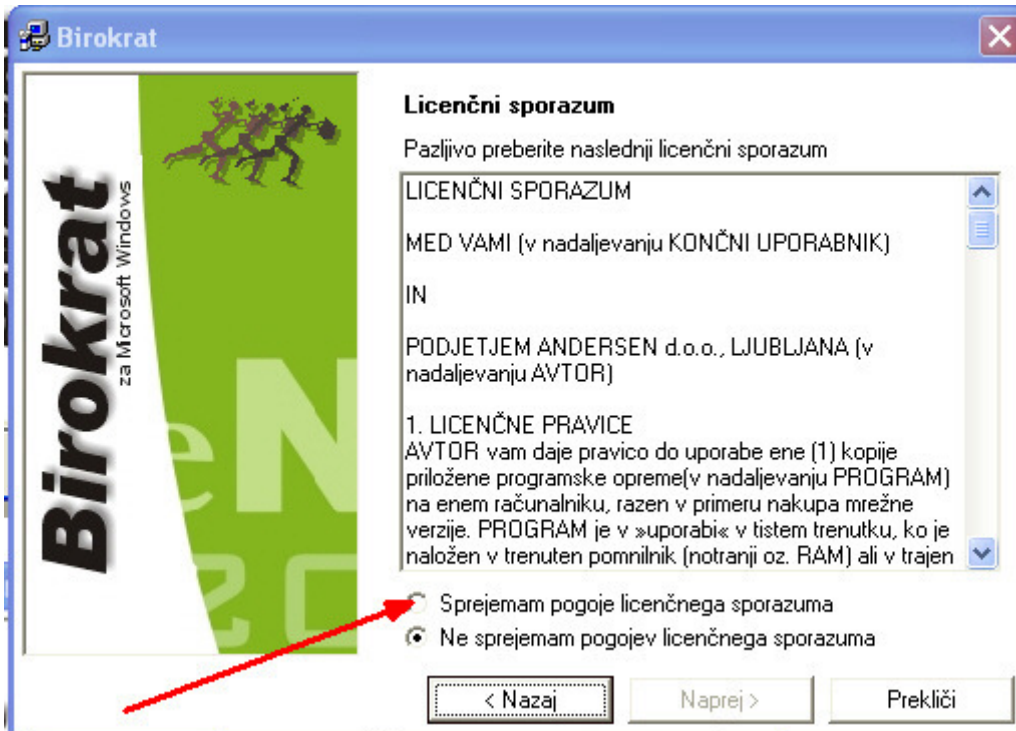 Birokrat
Birokrat
za Microsoft Windows
eN
Licenčni sporazum
Pazljivo preberite naslednji licenčni sporazum
LICENČNI SPORAZUM
MED VAMI (v nadaljevanju KONČNI UPORABNIK)
IN
PODJETJEM ANDERSEN d.o.o., LJUBLJANA (v
nadaljevanju AVTOR)
1. LICENČNE PRAVICE
AVTOR vam daje pravico do uporabe ene (1) kopije
priložene programske opreme(v nadaljevanju PROGRAM)
na enem računalniku, razen v primeru nakupa mrežne
verzije. PROGRAM je v »uporabi« v tistem trenutku, ko je
naložen v trenuten pomnilnik (notranji oz. RAM) ali v trajen
Sprejemam pogoje licenčnega sporazuma
Ne sprejemam pogojev licenčnega sporazuma
< Nazaj
Naprej >
Prekliči